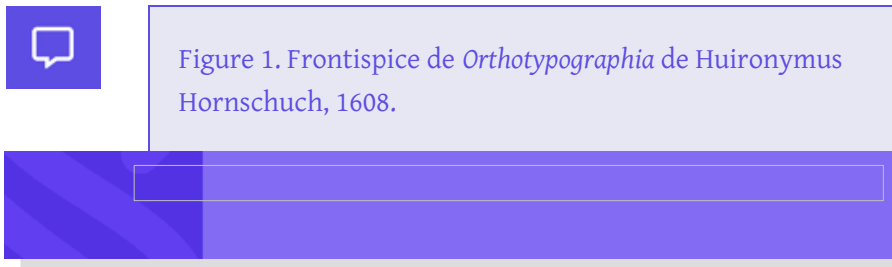 Figure 1. Frontispice de Orthotypographia de Huironymus
Hornschuch, 1608.